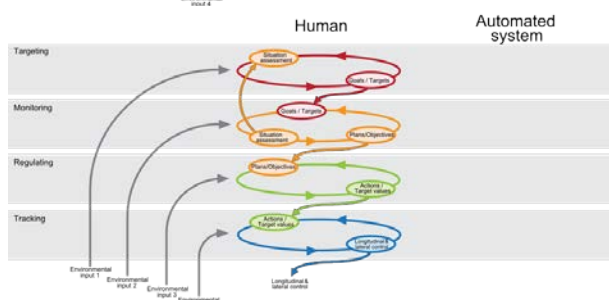 input 4
Human
Automated
system
Targeting
Situation
assessment
Goals / Targets
Monitoring
Goals / Targets
Situation
assessment
Plans/Objectives
Regulating
Plans/Objectives
Actions /
Target values
Tracking
Actions /
Target values
Longitudinal &
lateral control
Longitudinal &
lateral control
Environmental
input 1
Environmental
input 2
Environmental
input 3
Environmental